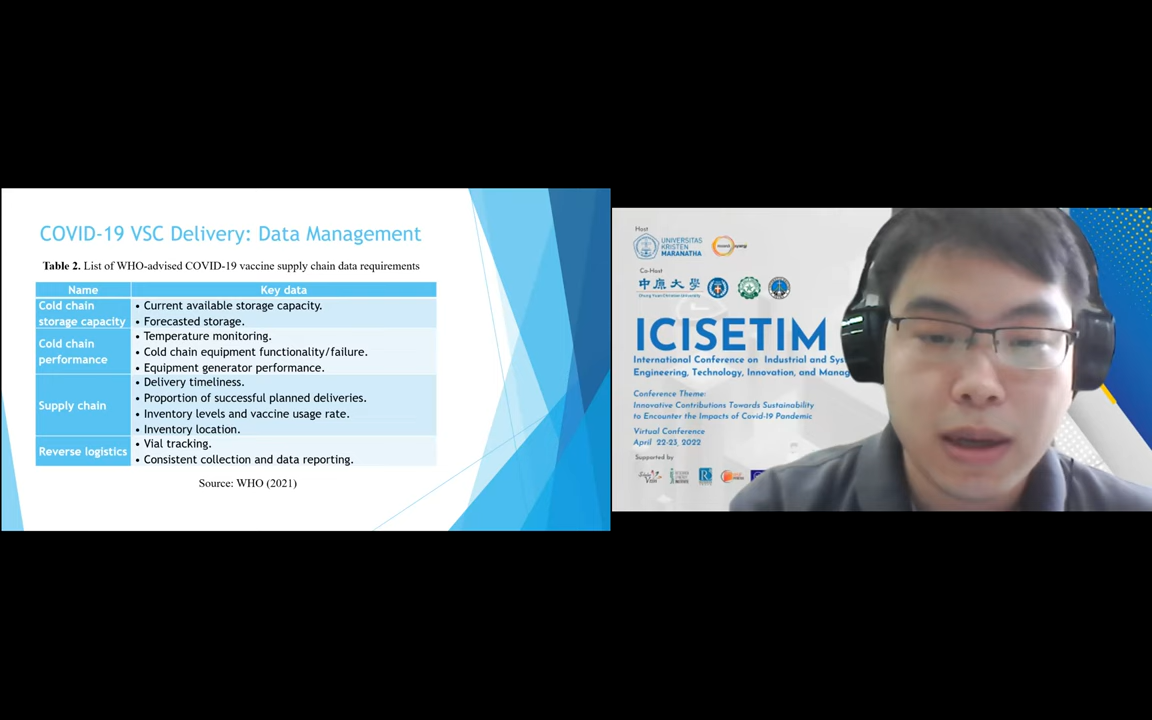 COVID-19 VSC Delivery: Data Management
Table 2. List of WHO-advised COVID-19 vaccine supply chain data requirements
Name Key data
Cold chain
storage capacity
• Current available storage capacity.
• Forecasted storage.
Cold chain
performance
• Temperature monitoring.
• Cold chain equipment functionality/failure.
• Equipment generator performance.
Supply chain
• Delivery timeliness.
• Proportion of successful planned deliveries.
• Inventory levels and vaccine usage rate.
• Inventory location.
Reverse logistics
• Vial tracking.
• Consistent collection and data reporting.
Source: WHO (2021)
Host
UNIVERSITAS
KRISTEN
MARANATHA
Co-Host
中原大學
Chung Yuan Christian University
ICISETIM
International Conference on Industrial and Sys
Engineering, Technology, Innovation, and Manag
Conference Theme:
Innovative Contributions Towards Sustainability
to Encounter the Impacts of Covid-19 Pandemic
Virtual Conference
April 22-23, 2022
Supported by